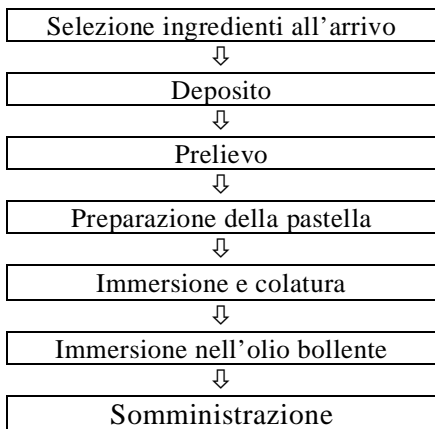 Selezione ingredienti all’arrivo
⇩
Deposito
⇩
Prelievo
⇩
Preparazione della pastella
⇩
Immersione e colatura
⇩
Immersione nell’olio bollente
⇩
Somministrazione